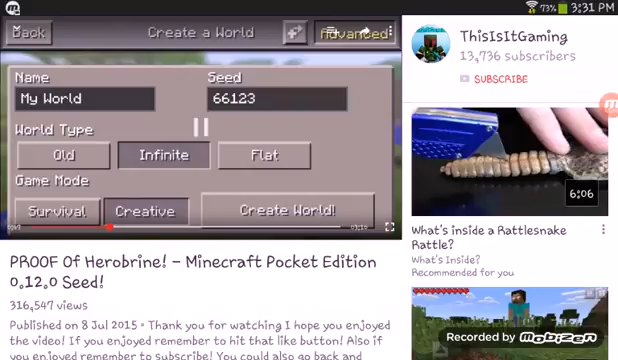 73% 3:31 PM
Back Create a World Advanced
Name Seed
My World 66123
World Type
Old Infinite Flat
Game Mode
Survival Creative Create World!
ThisIsItGaming
13,736 subscribers
SUBSCRIBE
6:06
What's inside a Rattlesnake
Rattle?
What's Inside?
Recommended for you
PROOF Of Herobrine! - Minecraft Pocket Edition
0.12.0 Seed!
316,547 views
Published on 8 Jul 2015 • Thank you for watching I hope you enjoyed
the video! If you enjoyed remember to hit that like button! Also if
you enjoyed remember to subscribe! You could also go back and
Recorded by MOBIZEN